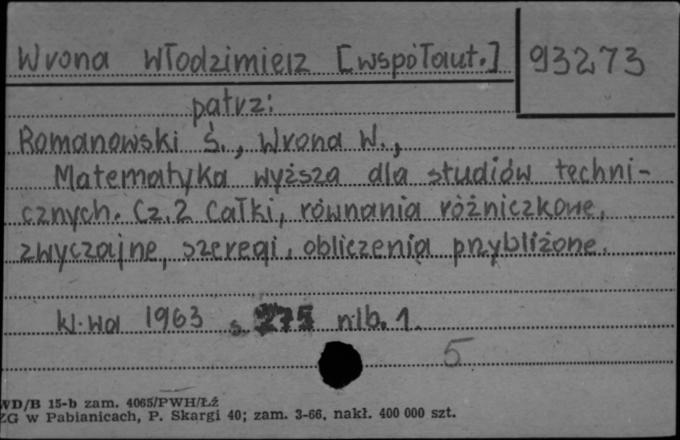 Wrona Włodzimierz [współaut.] 93273
patrz:
Romanowski S., Wrona W.,
Matematyka wyższa dla studiów techni-
cznych. Cz.2 Całki, równania różniczkowe,
zwyczajne, szeregi, obliczenia przybliżone.
W-wa 1963 s. 275 nlb. 1.
5
WD/B 15-b zam. 4065/PWH/Łź
ZG w Pabianicach, P. Skargi 40; zam. 3-66, nakł. 400 000 szt.